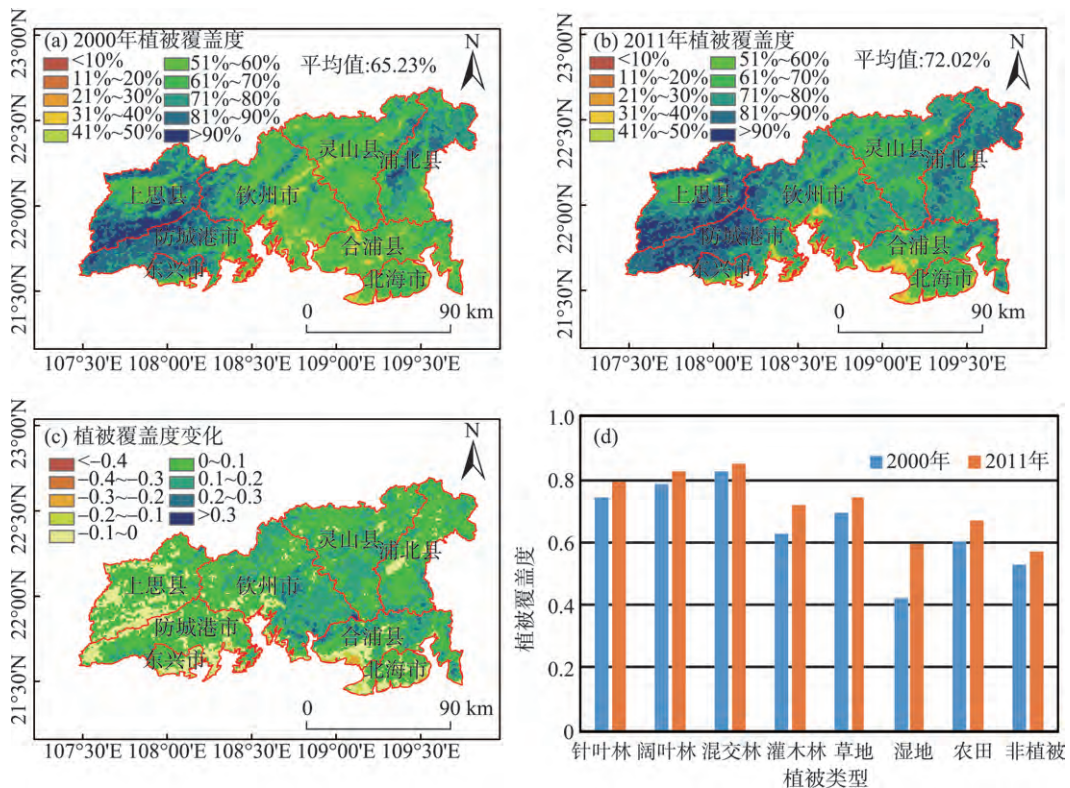 (a) 2000年植被覆盖度
<10%
11%~20%
21%~30%
31%~40%
41%~50%
51%~60%
61%~70%
71%~80%
81%~90%
>90%
平均值:65.23%
N
灵山县
浦北县
上思县
钦州市
防城港市
合浦县
东兴市
北海市
0 90 km
23°00'N
22°30'N
22°00'N
21°30'N
107°50'E 108°00'E 108°50'E 109°00'E 109°50'E
(b) 2011年植被覆盖度
<10%
11%~20%
21%~30%
31%~40%
41%~50%
51%~60%
61%~70%
71%~80%
81%~90%
>90%
平均值:72.02%
N
灵山县
浦北县
上思县
钦州市
防城港市
合浦县
东兴市
北海市
0 90 km
23°00'N
22°30'N
22°00'N
21°30'N
107°50'E 108°00'E 108°50'E 109°00'E 109°50'E
(c) 植被覆盖度变化
<−0.4
−0.4~−0.3
−0.3~−0.2
−0.2~−0.1
−0.1~0
0~0.1
0.1~0.2
0.2~0.3
>0.3
N
灵山县
浦北县
上思县
钦州市
防城港市
合浦县
东兴市
北海市
0 90 km
23°00'N
22°30'N
22°00'N
21°30'N
107°50'E 108°00'E 108°50'E 109°00'E 109°50'E
(d)
2000年 2011年
植被覆盖度
1.0
0.8
0.6
0.4
0.2
0
针叶林 阔叶林 混交林 灌木林 草地 湿地 农田 非植被
植被类型